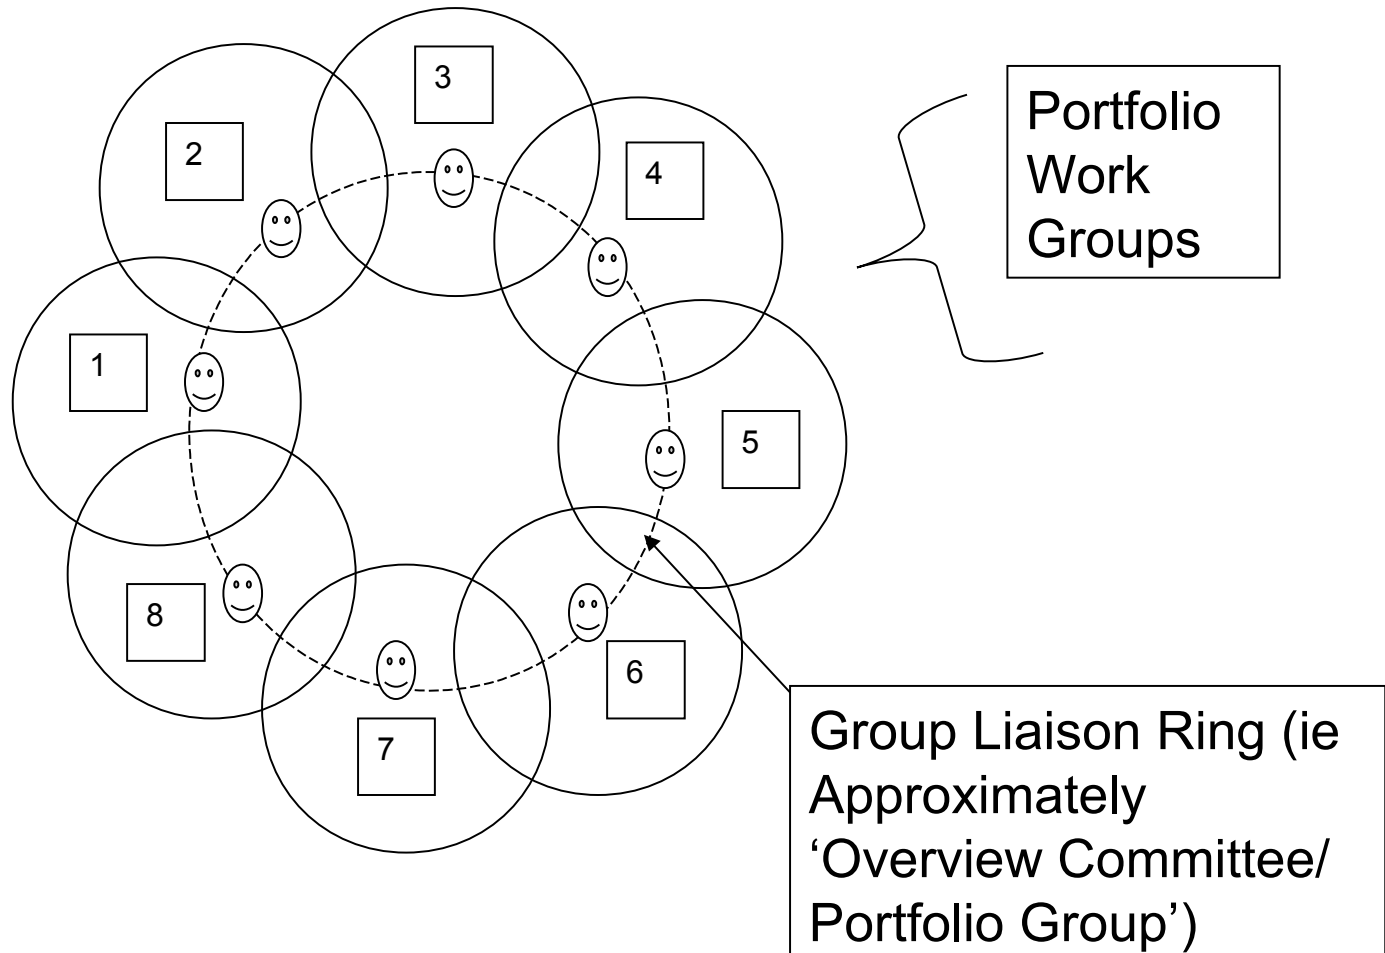 3
2
4
1
5
8
6
7
Portfolio
Work
Groups
Group Liaison Ring (ie
Approximately
‘Overview Committee/
Portfolio Group’)